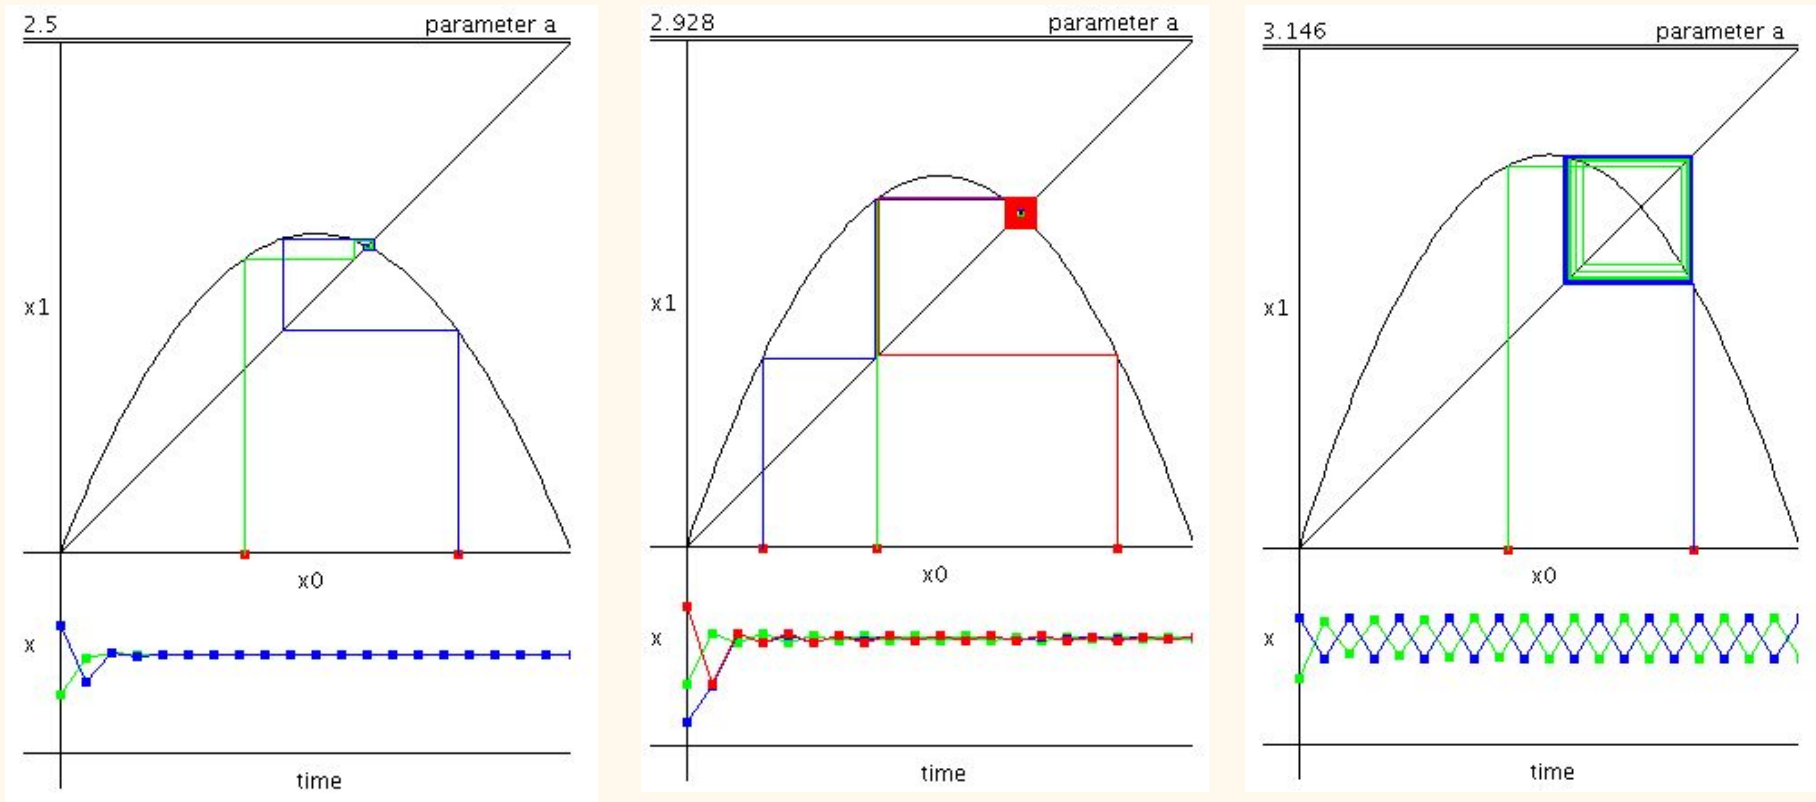 2.5 parameter a
x1
x0
x
time
2.928 parameter a
x1
x0
x
time
3.146 parameter a
x1
x0
x
time